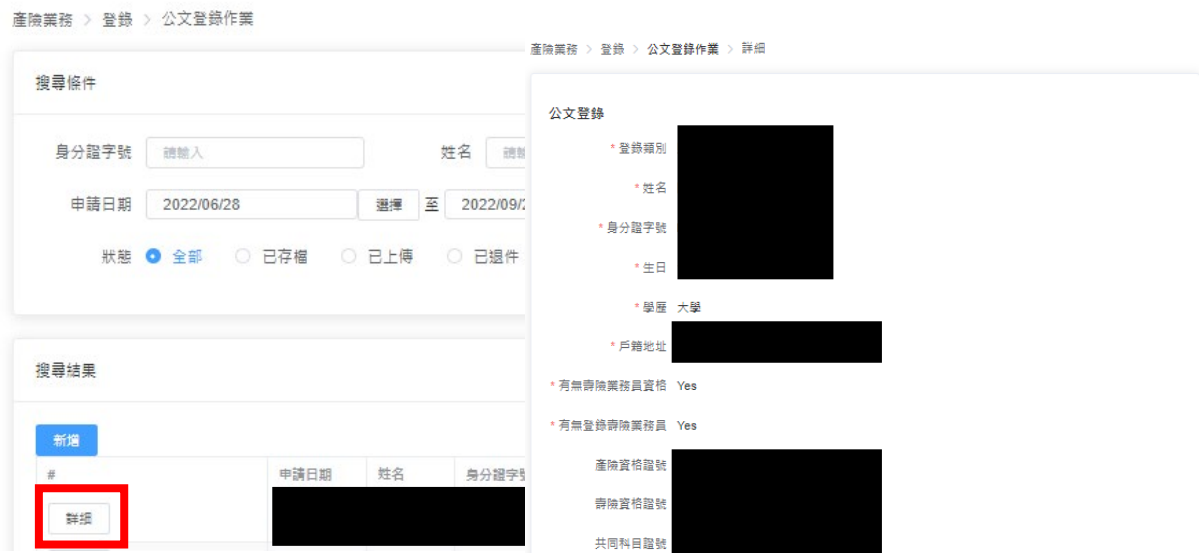 產險業務 > 登錄 > 公文登錄作業
搜尋條件
身分證字號 請輸入 姓名 請輸
申請日期 2022/06/28 選擇 至 2022/09/2
狀態 全部 已存檔 已上傳 已退件
搜尋結果
新增
# 申請日期 姓名 身分證字號
詳細
產險業務 > 登錄 > 公文登錄作業 > 詳細
公文登錄
* 登錄類別
* 姓名
* 身分證字號
* 生日
* 學歷 大學
* 戶籍地址
* 有無壽險業務員資格 Yes
* 有無登錄壽險業務員 Yes
產險資格證號
壽險資格證號
共同科目證號